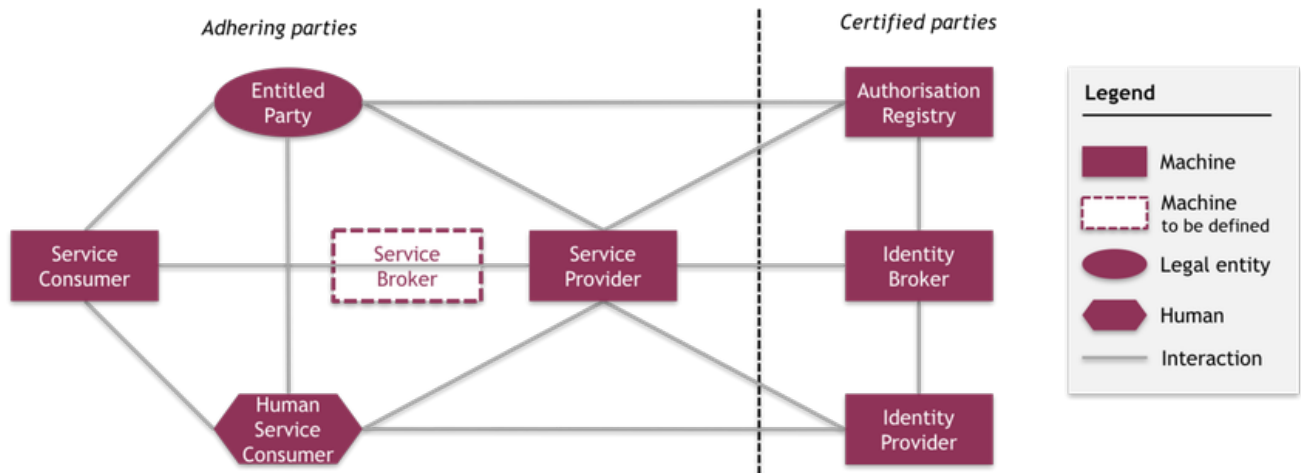 Adhering parties
Certified parties
Entitled
Party
Authorisation
Registry
Service
Consumer
Service
Broker
Service
Provider
Identity
Broker
Human
Service
Consumer
Identity
Provider
Legend
Machine
Machine
to be defined
Legal entity
Human
Interaction